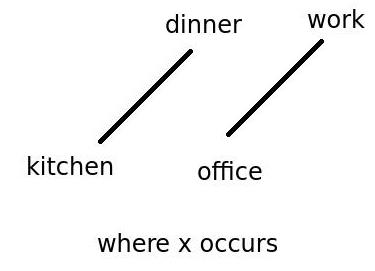 dinner
work
kitchen
office
where x occurs